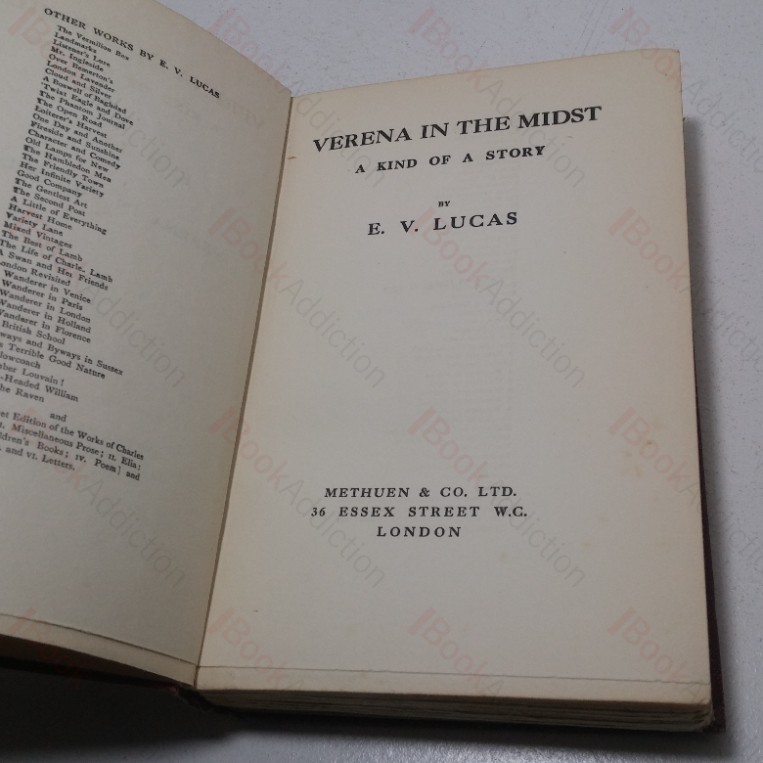 OTHER WORKS BY E. V. LUCAS
The Vermilion Box
Landmarks
Listener's Lure
Mr. Ingleside
Over Bemerton's
London Lavender
Cloud and Silver
A Boswell of Baghdad
Twixt Eagle and Dove
The Phantom Journal
The Open Road
Loiterer's Harvest
One Day and Another
Fireside and Sunshine
Character and Comedy
Old Lamps for New
The Hambledon Men
The Friendly Town
Her Infinite Variety
Good Company
The Gentlest Art
The Second Post
A Little of Everything
Harvest Home
Variety Lane
Mixed Vintages
The Best of Lamb
The Life of Charles Lamb
A Swan and Her Friends
London Revisited
Wanderer in Venice
Wanderer in Paris
Wanderer in London
Wanderer in Holland
Wanderer in Florence
British School
ways and Byways in Sussex
Terrible Good Nature
lowcoach
ber Louvain!
-Headed William
he Raven
and
et Edition of the Works of Charles
Miscellaneous Prose; II. Elia;
ldren's Books; IV. Poems and
and VI. Letters.
VERENA IN THE MIDST
A KIND OF A STORY
BY
E. V. LUCAS
METHUEN & CO. LTD.
36 ESSEX STREET W.C.
LONDON
IBookAddiction